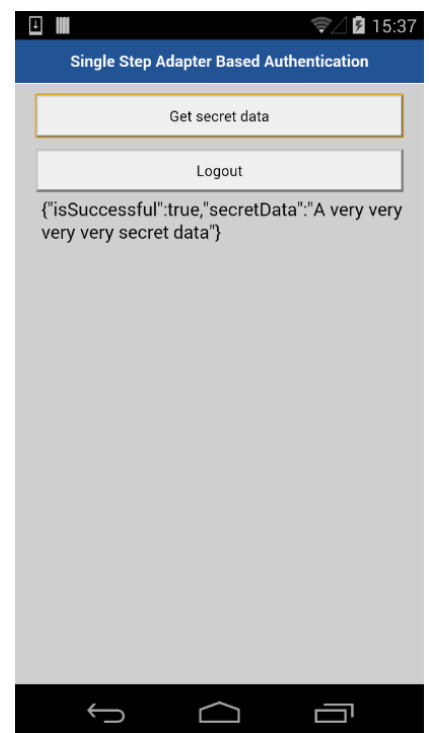 15:37
Single Step Adapter Based Authentication
Get secret data
Logout
{"isSuccessful":true,"secretData":"A very very
very very secret data"}